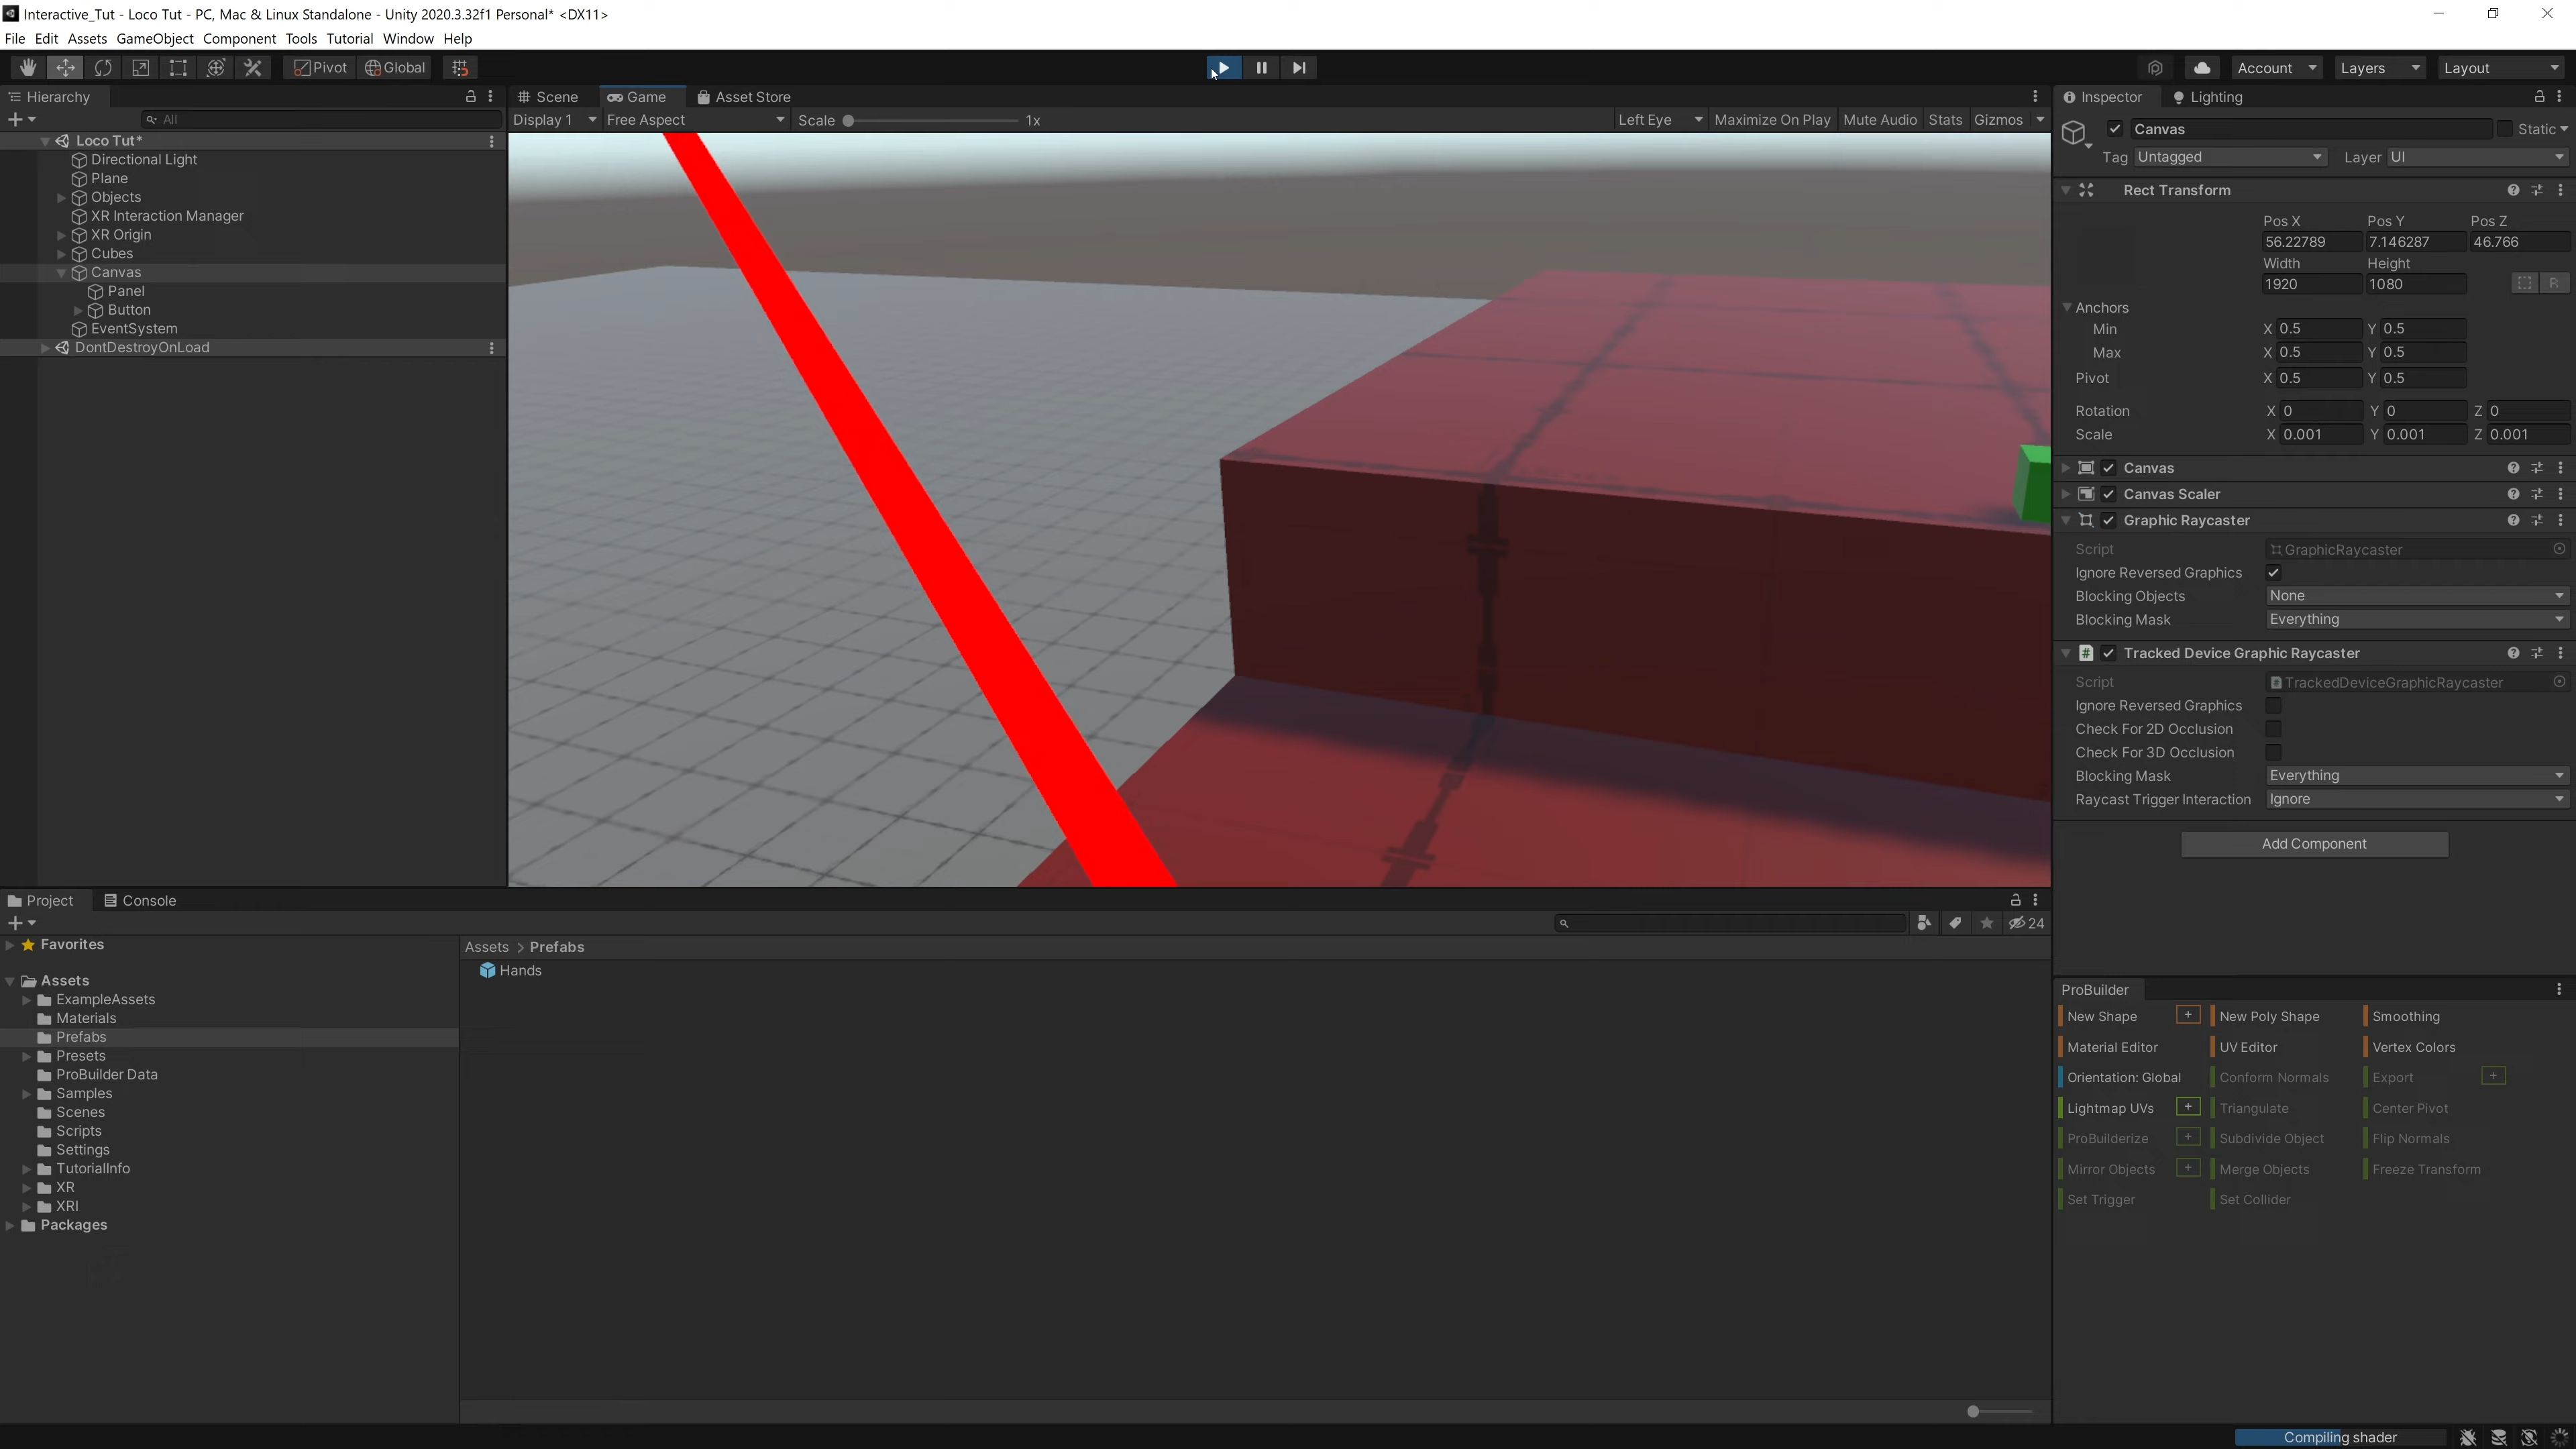 Interactive_Tut - Loco Tut - PC, Mac & Linux Standalone - Unity 2020.3.32f1 Personal* <DX11>
File Edit Assets GameObject Component Tools Tutorial Window Help
Pivot Global Account Layers Layout
Hierarchy
All
Loco Tut*
Directional Light
Plane
Objects
XR Interaction Manager
XR Origin
Cubes
Canvas
Panel
Button
EventSystem
DontDestroyOnLoad
Scene Game Asset Store
Display 1 Free Aspect Scale 1x Left Eye Maximize On Play Mute Audio Stats Gizmos
Inspector Lighting
Canvas Static
Tag Untagged Layer UI
Rect Transform
Pos X Pos Y Pos Z
56.22789 7.146287 46.766
Width Height
1920 1080 R
Anchors
Min X 0.5 Y 0.5
Max X 0.5 Y 0.5
Pivot X 0.5 Y 0.5
Rotation X 0 Y 0 Z 0
Scale X 0.001 Y 0.001 Z 0.001
Canvas
Canvas Scaler
Graphic Raycaster
Script GraphicRaycaster
Ignore Reversed Graphics
Blocking Objects None
Blocking Mask Everything
# Tracked Device Graphic Raycaster
Script TrackedDeviceGraphicRaycaster
Ignore Reversed Graphics
Check For 2D Occlusion
Check For 3D Occlusion
Blocking Mask Everything
Raycast Trigger Interaction Ignore
Add Component
Project Console
24
Favorites
Assets
ExampleAssets
Materials
Prefabs
Presets
ProBuilder Data
Samples
Scenes
Scripts
Settings
TutorialInfo
XR
XRI
Packages
Assets > Prefabs
Hands
ProBuilder
New Shape + New Poly Shape Smoothing
Material Editor UV Editor Vertex Colors
Orientation: Global Conform Normals Export +
Lightmap UVs + Triangulate Center Pivot
ProBuilderize + Subdivide Object Flip Normals
Mirror Objects + Merge Objects Freeze Transform
Set Trigger Set Collider
Compiling shader